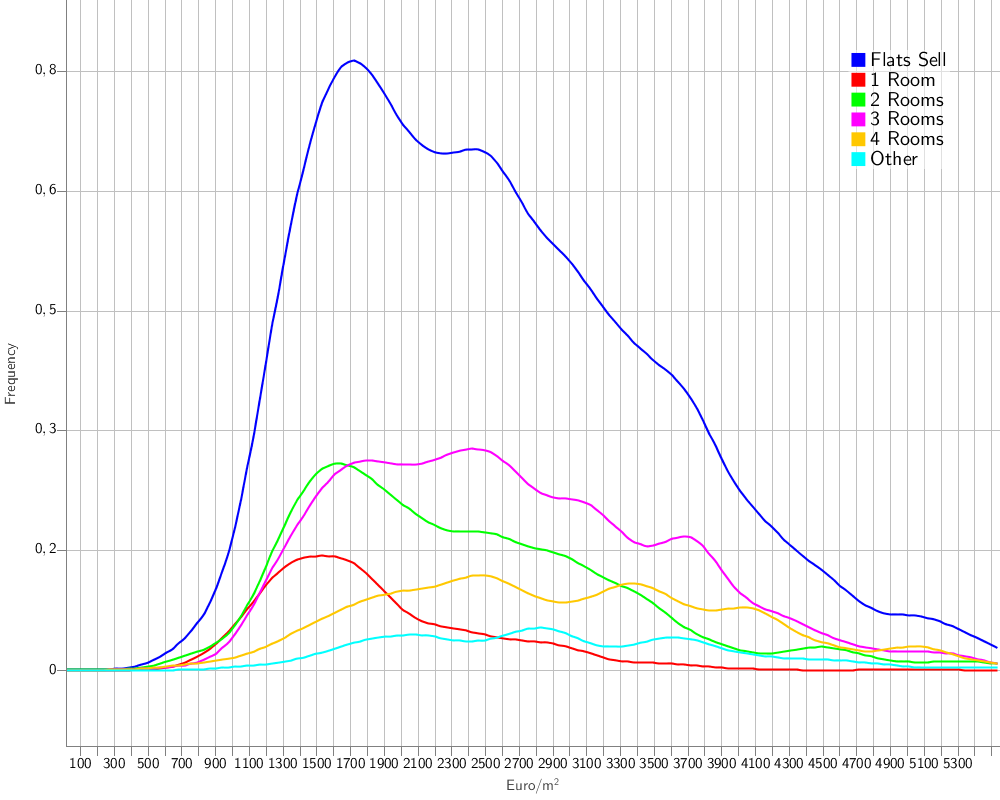 Flats Sell
1 Room
2 Rooms
3 Rooms
4 Rooms
Other
0, 8
0, 6
0, 5
0, 3
0, 2
0
Frequency
100 300 500 700 900 1100 1300 1500 1700 1900 2100 2300 2500 2700 2900 3100 3300 3500 3700 3900 4100 4300 4500 4700 4900 5100 5300
Euro/m²